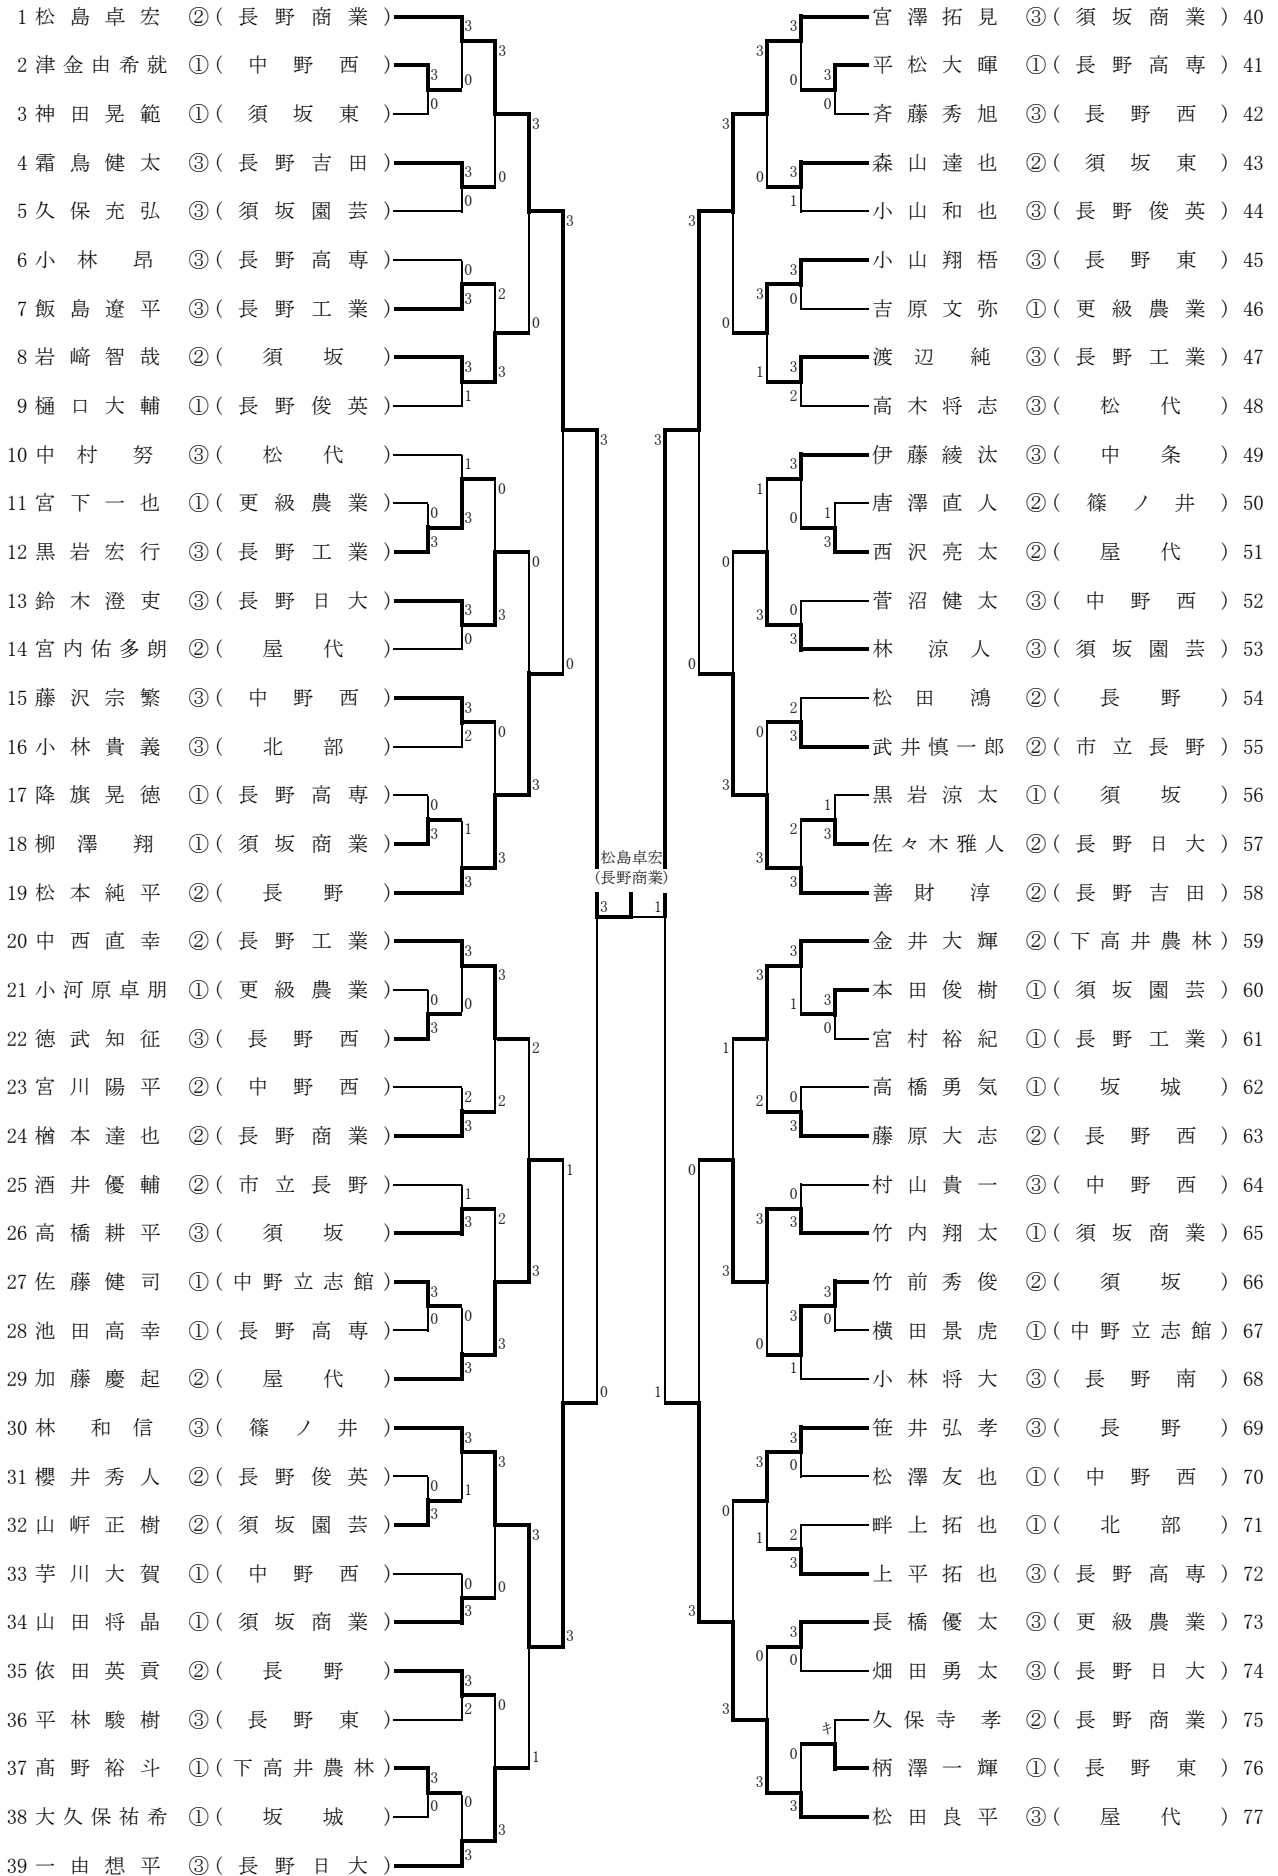 1 松島卓宏 ② ( 長野商業 )
2 津金由希就 ① ( 中野西 )
3 神田晃範 ① ( 須坂東 )
4 霜鳥健太 ③ ( 長野吉田 )
5 久保充弘 ③ ( 須坂園芸 )
6 小林昂 ③ ( 長野高専 )
7 飯島遼平 ③ ( 長野工業 )
8 岩﨑智哉 ② ( 須坂 )
9 樋口大輔 ① ( 長野俊英 )
10 中村努 ③ ( 松代 )
11 宮下一也 ① ( 更級農業 )
12 黒岩宏行 ③ ( 長野工業 )
13 鈴木澄吏 ③ ( 長野日大 )
14 宮内佑多朗 ② ( 屋代 )
15 藤沢宗繁 ③ ( 中野西 )
16 小林貴義 ③ ( 北部 )
17 降旗晃徳 ① ( 長野高専 )
18 柳澤翔 ① ( 須坂商業 )
19 松本純平 ② ( 長野 )
20 中西直幸 ② ( 長野工業 )
21 小河原卓朋 ① ( 更級農業 )
22 徳武知征 ③ ( 長野西 )
23 宮川陽平 ② ( 中野西 )
24 楢本達也 ② ( 長野商業 )
25 酒井優輔 ② ( 市立長野 )
26 高橋耕平 ③ ( 須坂 )
27 佐藤健司 ① ( 中野立志館 )
28 池田高幸 ① ( 長野高専 )
29 加藤慶起 ② ( 屋代 )
30 林和信 ③ ( 篠ノ井 )
31 櫻井秀人 ② ( 長野俊英 )
32 山岼正樹 ② ( 須坂園芸 )
33 芋川大賀 ① ( 中野西 )
34 山田将晶 ① ( 須坂商業 )
35 依田英貢 ② ( 長野 )
36 平林駿樹 ③ ( 長野東 )
37 髙野裕斗 ① ( 下高井農林 )
38 大久保祐希 ① ( 坂城 )
39 一由想平 ③ ( 長野日大 )
松島卓宏
(長野商業)
3 1
宮澤拓見 ③ ( 須坂商業 ) 40
平松大暉 ① ( 長野高専 ) 41
斉藤秀旭 ③ ( 長野西 ) 42
森山達也 ② ( 須坂東 ) 43
小山和也 ③ ( 長野俊英 ) 44
小山翔梧 ③ ( 長野東 ) 45
吉原文弥 ① ( 更級農業 ) 46
渡辺純 ③ ( 長野工業 ) 47
高木将志 ③ ( 松代 ) 48
伊藤綾汰 ③ ( 中条 ) 49
唐澤直人 ② ( 篠ノ井 ) 50
西沢亮太 ② ( 屋代 ) 51
菅沼健太 ③ ( 中野西 ) 52
林涼人 ③ ( 須坂園芸 ) 53
松田鴻 ② ( 長野 ) 54
武井慎一郎 ② ( 市立長野 ) 55
黒岩涼太 ① ( 須坂 ) 56
佐々木雅人 ② ( 長野日大 ) 57
善財淳 ② ( 長野吉田 ) 58
金井大輝 ② ( 下高井農林 ) 59
本田俊樹 ① ( 須坂園芸 ) 60
宮村裕紀 ① ( 長野工業 ) 61
高橋勇気 ① ( 坂城 ) 62
藤原大志 ② ( 長野西 ) 63
村山貴一 ③ ( 中野西 ) 64
竹内翔太 ① ( 須坂商業 ) 65
竹前秀俊 ② ( 須坂 ) 66
横田景虎 ① ( 中野立志館 ) 67
小林将大 ③ ( 長野南 ) 68
笹井弘孝 ③ ( 長野 ) 69
松澤友也 ① ( 中野西 ) 70
畔上拓也 ① ( 北部 ) 71
上平拓也 ③ ( 長野高専 ) 72
長橋優太 ③ ( 更級農業 ) 73
畑田勇太 ③ ( 長野日大 ) 74
久保寺孝 ② ( 長野商業 ) 75
キ
柄澤一輝 ① ( 長野東 ) 76
松田良平 ③ ( 屋代 ) 77